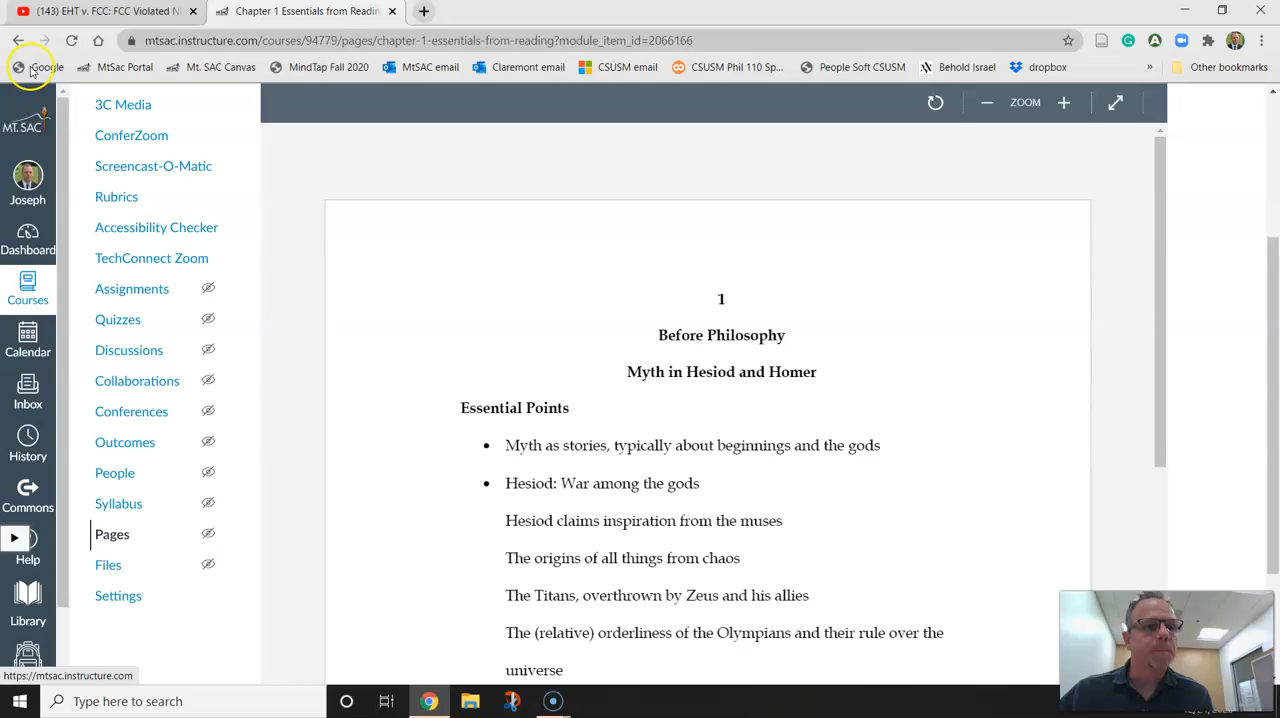 (143) EHT v. FCC: FCC Violated N
Chapter 1 Essentials from Readin
mtsac.instructure.com/courses/94779/pages/chapter-1-essentials-from-reading?module_item_id=2066166
Google MtSac Portal Mt. SAC Canvas MindTap Fall 2020 MtSAC email Claremont email CSUSM email CSUSM Phil 110 Sp... People Soft CSUSM Behold Israel dropbox » Other bookmarks
MT. SAC
Joseph
Dashboard
Courses
Calendar
Inbox
History
Commons
Help
Library
3C Media
ConferZoom
Screencast-O-Matic
Rubrics
Accessibility Checker
TechConnect Zoom
Assignments
Quizzes
Discussions
Collaborations
Conferences
Outcomes
People
Syllabus
Pages
Files
Settings
ZOOM
1
Before Philosophy
Myth in Hesiod and Homer
Essential Points
• Myth as stories, typically about beginnings and the gods
• Hesiod: War among the gods
Hesiod claims inspiration from the muses
The origins of all things from chaos
The Titans, overthrown by Zeus and his allies
The (relative) orderliness of the Olympians and their rule over the
universe
https://mtsac.instructure.com
Type here to search